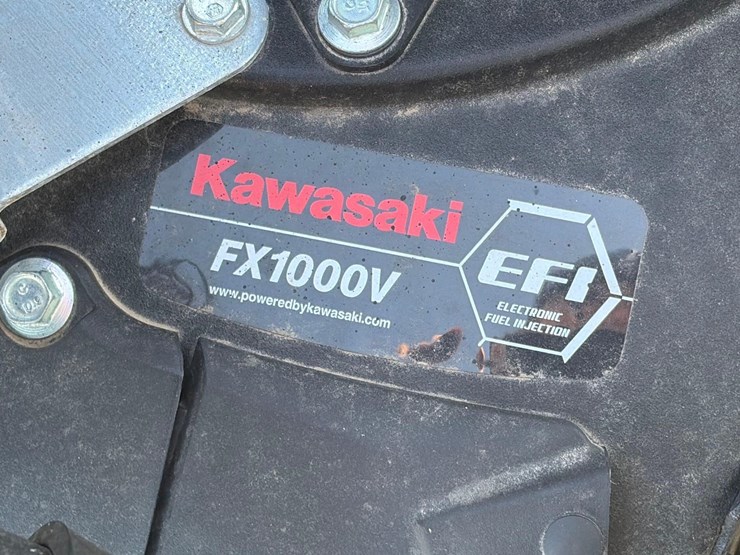 Kawasaki
FX1000V
www.poweredbykawasaki.com
EFI
ELECTRONIC
FUEL INJECTION